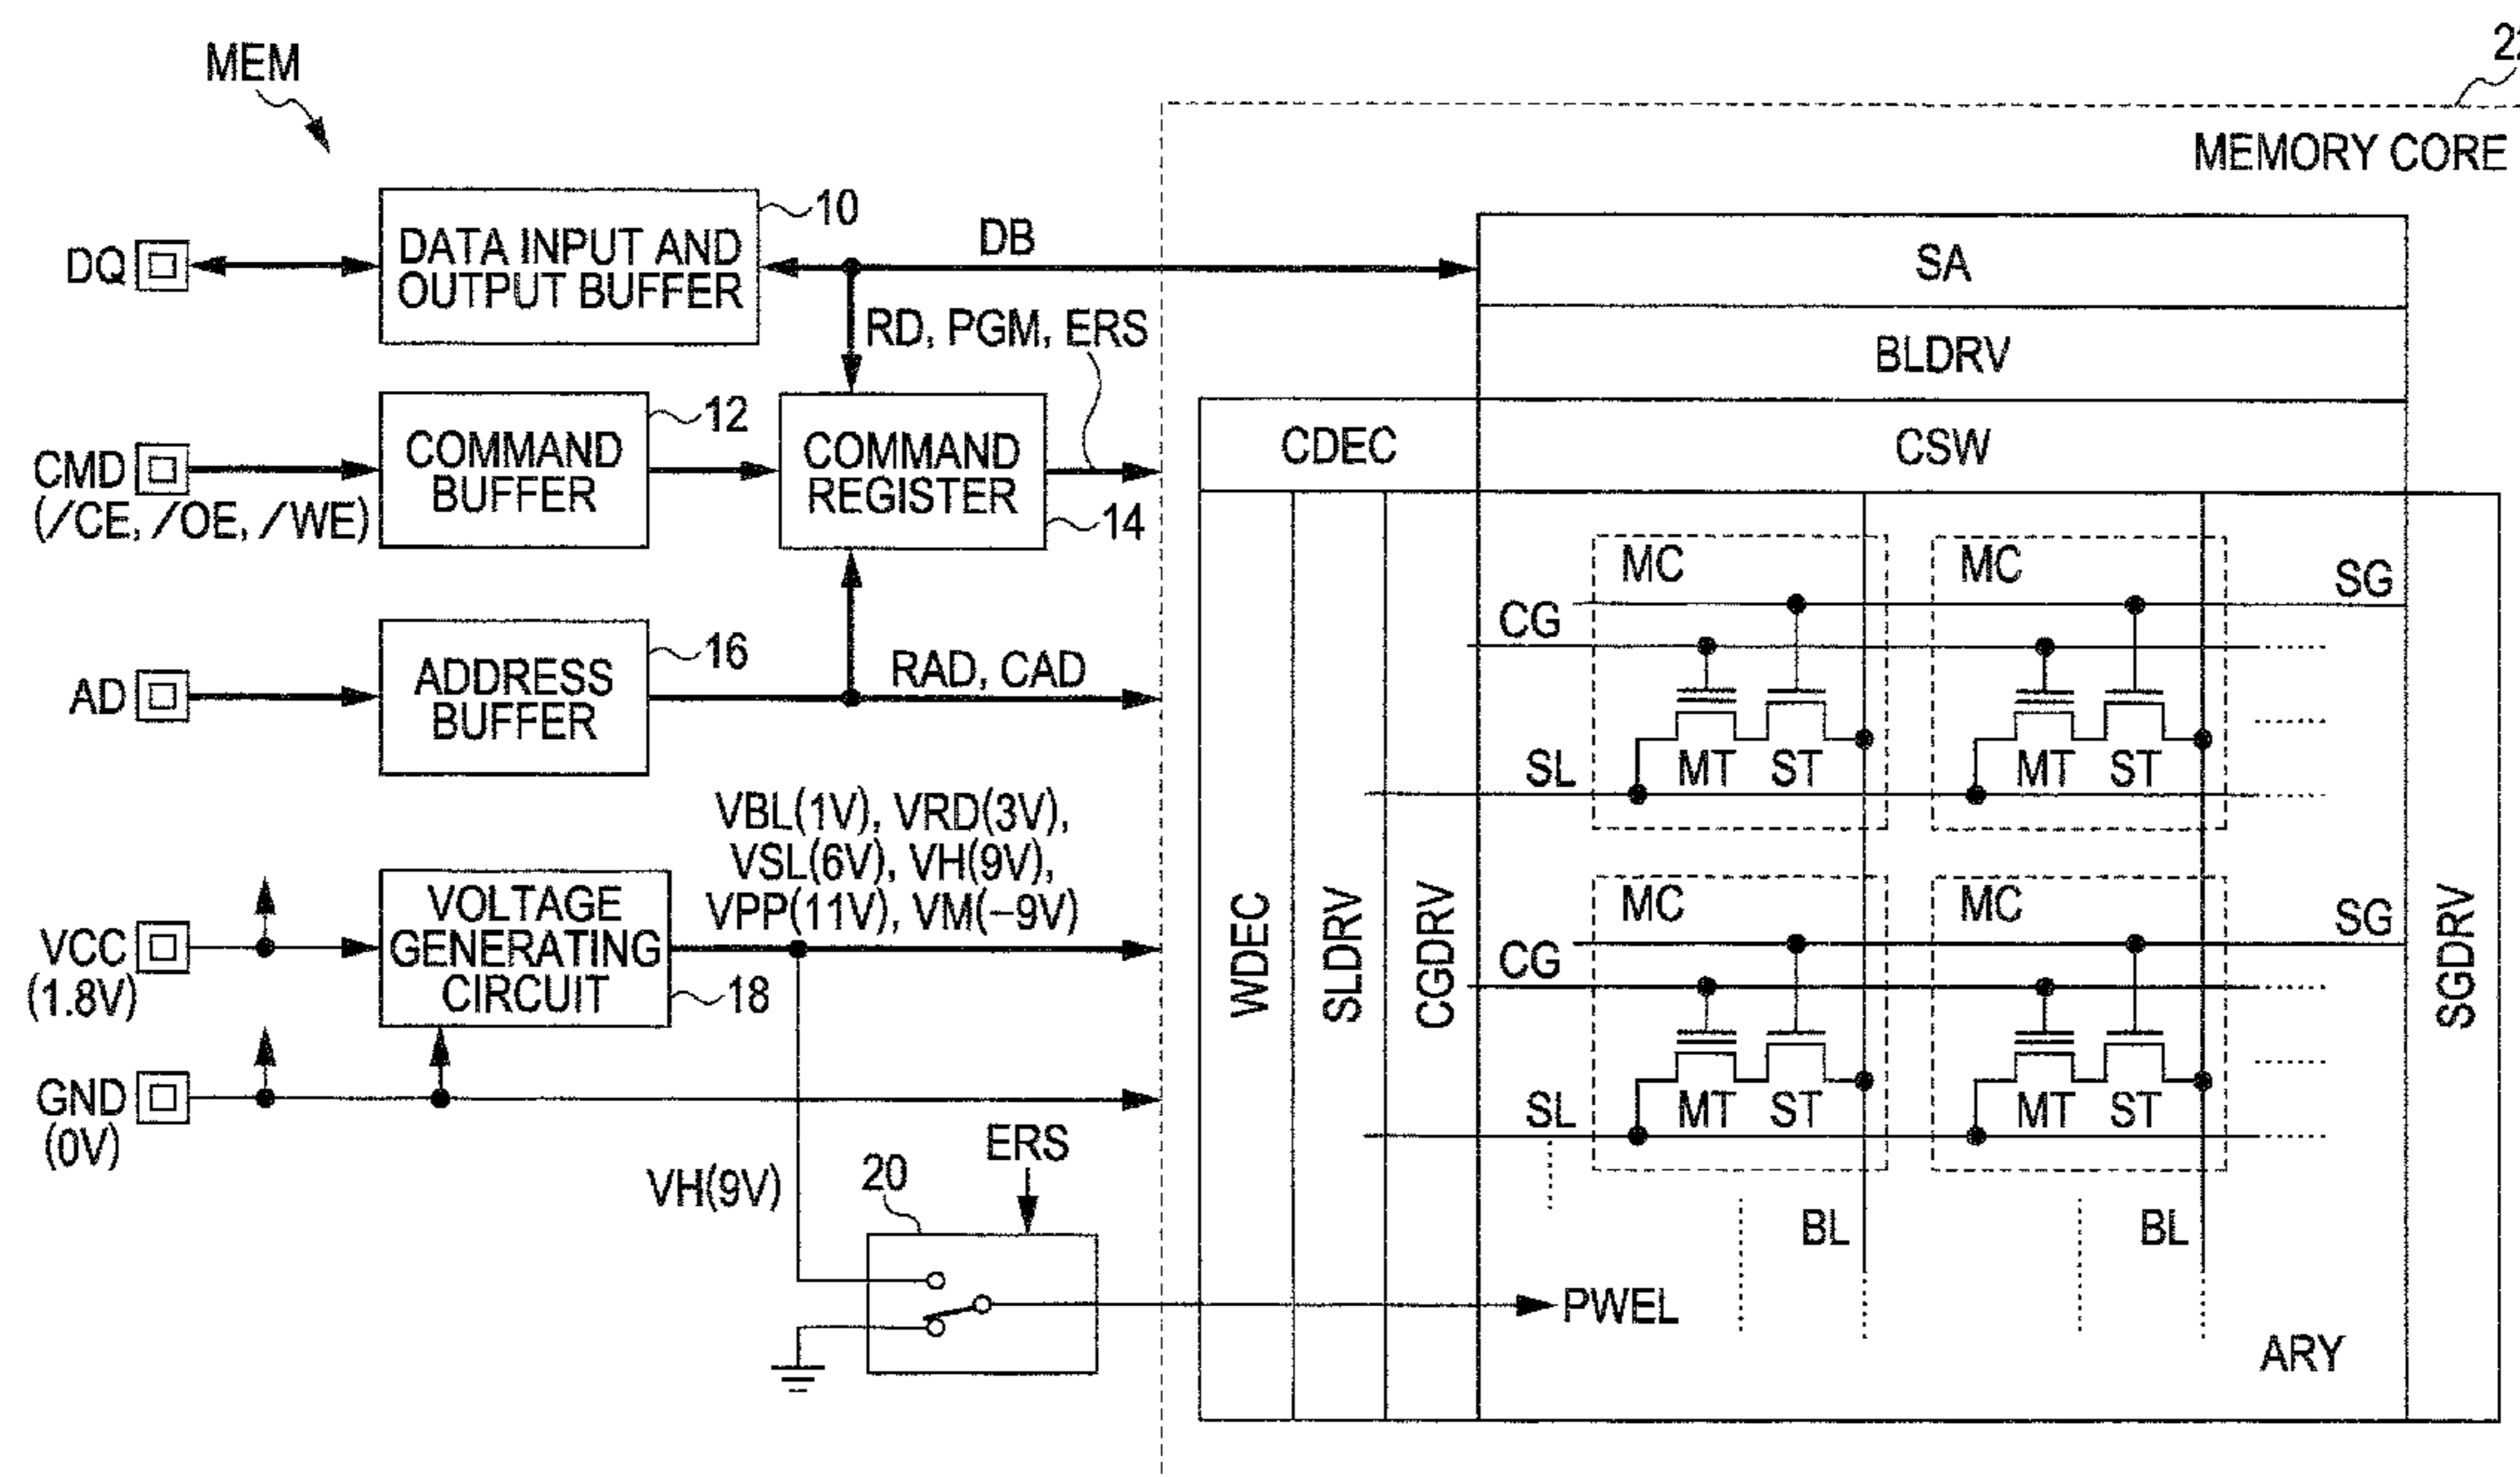 MEM
22
MEMORY CORE
10
DQ
DATA INPUT AND
OUTPUT BUFFER
DB
SA
RD, PGM, ERS
BLDRV
12
CMD
(/CE, /OE, /WE)
COMMAND
BUFFER
COMMAND
REGISTER
14
CDEC
CSW
16
AD
ADDRESS
BUFFER
RAD, CAD
VBL(1V), VRD(3V),
VSL(6V), VH(9V),
VPP(11V), VM(−9V)
VCC
(1.8V)
VOLTAGE
GENERATING
CIRCUIT
18
GND
(0V)
VH(9V)
20
ERS
WDEC
SLDRV
CGDRV
SGDRV
MC
MC
SG
CG
SL
MT
ST
MT
ST
MC
MC
SG
CG
SL
MT
ST
MT
ST
BL
BL
PWEL
ARY